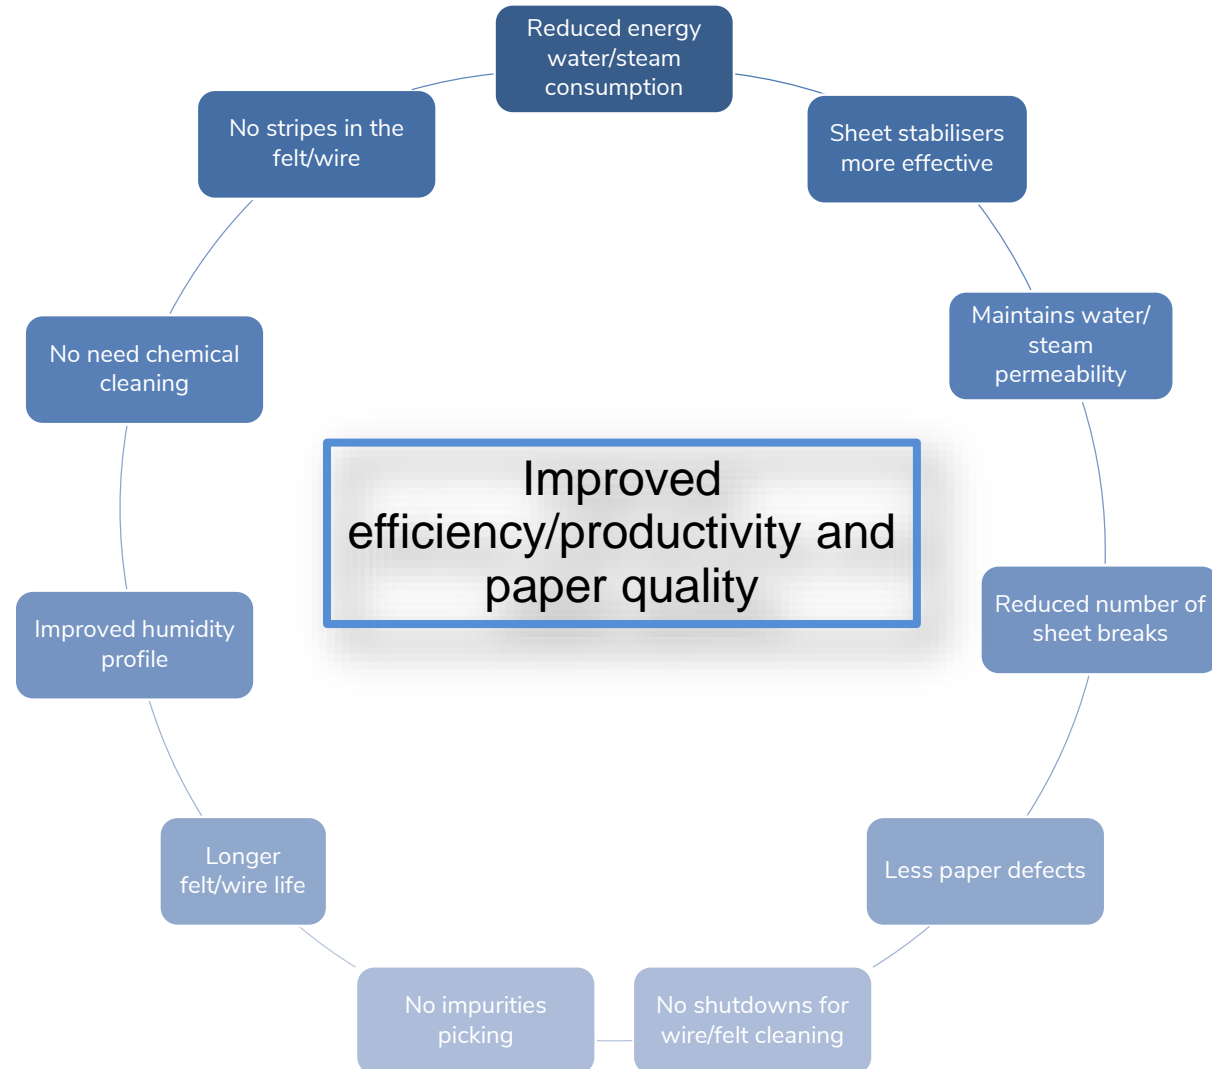 Reduced energy
water/steam
consumption
Sheet stabilisers
more effective
Maintains water/
steam
permeability
Reduced number of
sheet breaks
Less paper defects
No shutdowns for
wire/felt cleaning
No impurities
picking
Longer
felt/wire life
Improved humidity
profile
No need chemical
cleaning
No stripes in the
felt/wire
Improved
efficiency/productivity and
paper quality